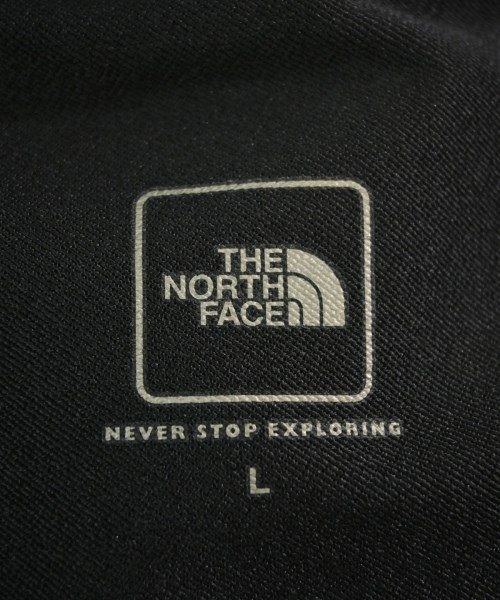 THE
NORTH
FACE
NEVER STOP EXPLORING
L